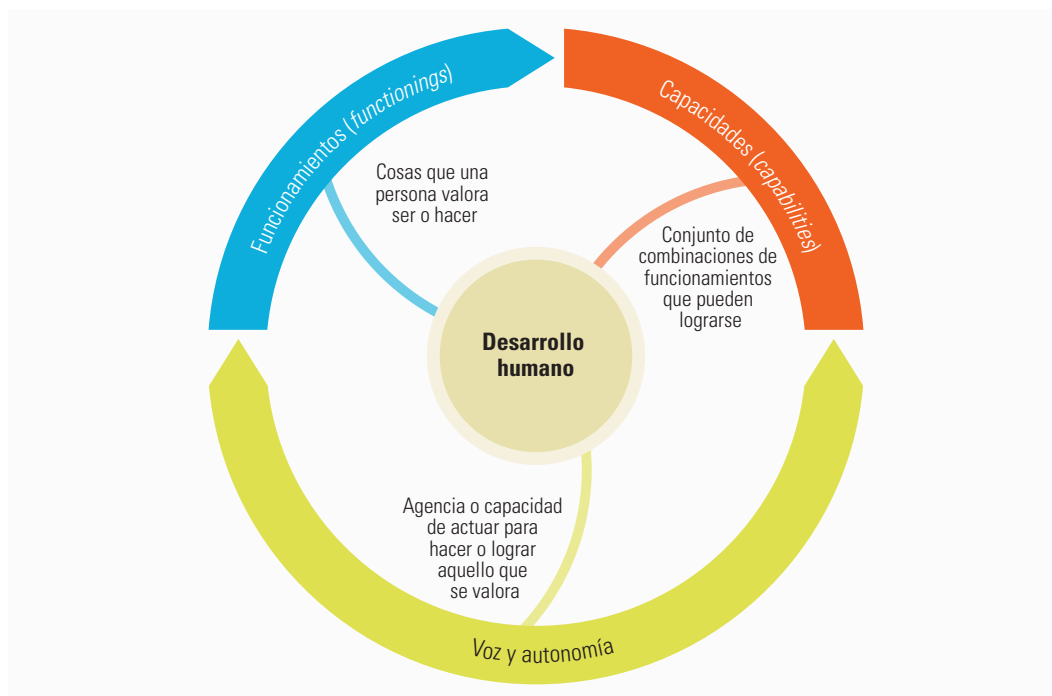 Funcionamientos (functionings)
Capacidades (capabilities)
Cosas que una
persona valora
ser o hacer
Conjunto de
combinaciones de
funcionamientos
que pueden
lograrse
Desarrollo
humano
Agencia o capacidad
de actuar para
hacer o lograr
aquello que
se valora
Voz y autonomía